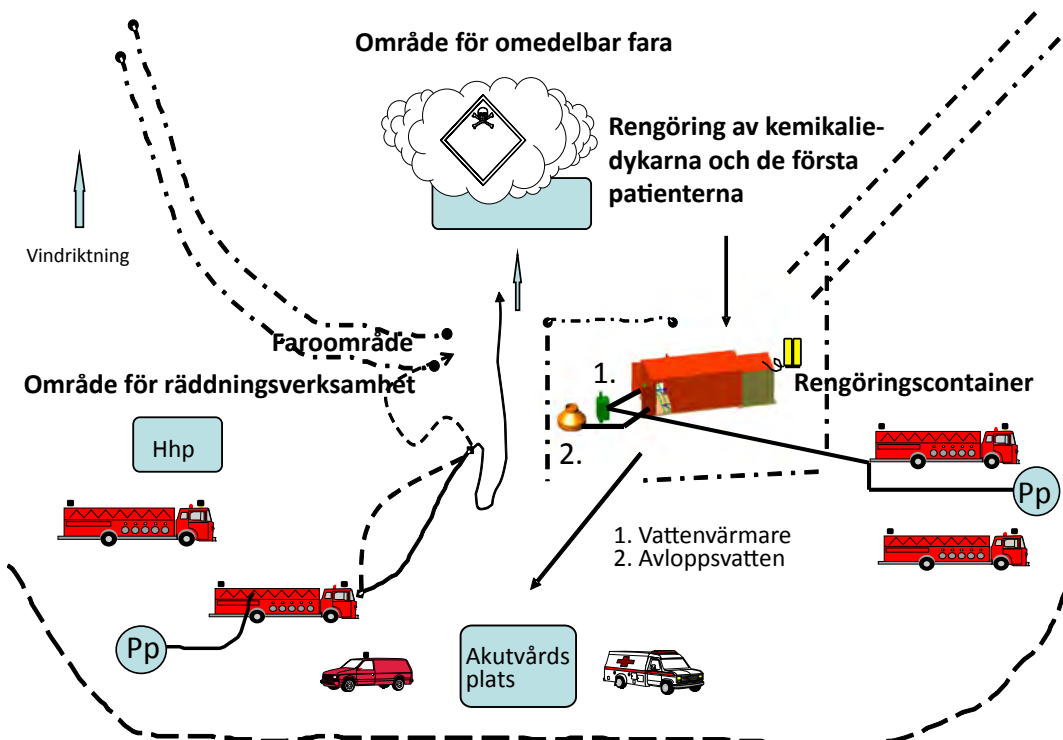 Område för omedelbar fara
Rengöring av kemikalie-
dykarna och de första
patienterna
Vindriktning
Faroområde
Område för räddningsverksamhet
Hhp
1.
2.
Rengöringscontainer
Pp
1. Vattenvärmare
2. Avloppsvatten
Pp
Akutvårds
plats